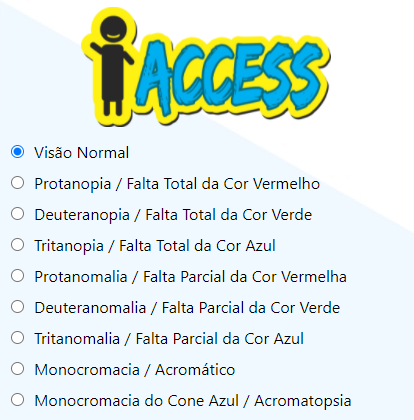 ACCESS
Visão Normal
Protanopia / Falta Total da Cor Vermelho
Deuteranopia / Falta Total da Cor Verde
Tritanopia / Falta Total da Cor Azul
Protanomalia / Falta Parcial da Cor Vermelha
Deuteranomalia / Falta Parcial da Cor Verde
Tritanomalia / Falta Parcial da Cor Azul
Monocromacia / Acromático
Monocromacia do Cone Azul / Acromatopsia